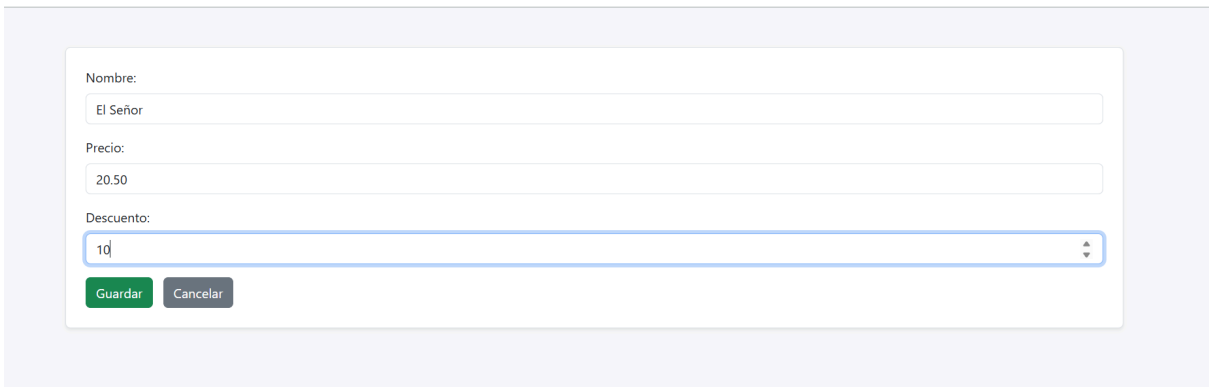 Nombre:
El Señor
Precio:
20.50
Descuento:
10
Guardar Cancelar